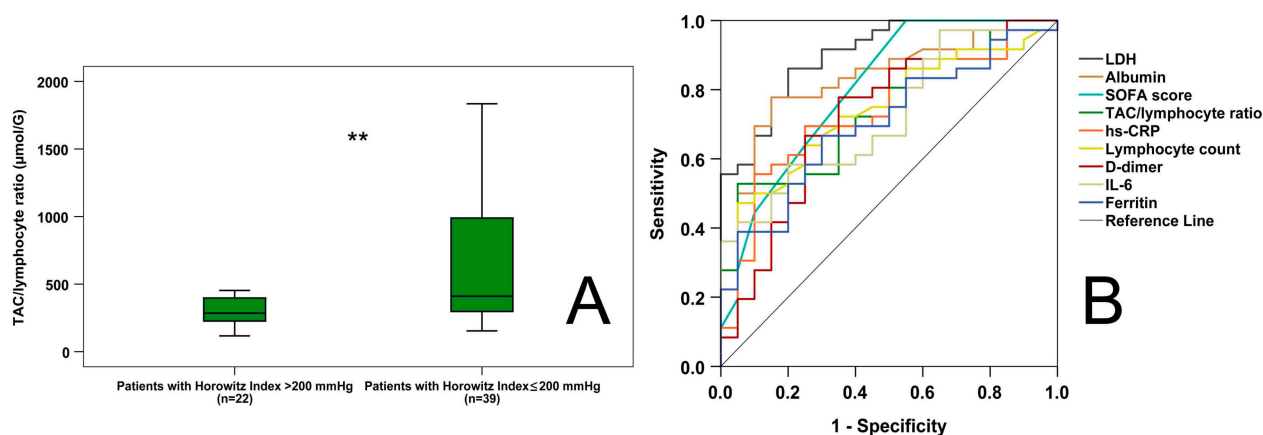 TAC/lymphocyte ratio (µmol/G)
2000
1500
1000
500
0
**
A
Patients with Horowitz Index >200 mmHg
(n=22)
Patients with Horowitz Index≤200 mmHg
(n=39)
Sensitivity
1.0
0.8
0.6
0.4
0.2
0.0
0.0 0.2 0.4 0.6 0.8 1.0
1 - Specificity
B
LDH
Albumin
SOFA score
TAC/lymphocyte ratio
hs-CRP
Lymphocyte count
D-dimer
IL-6
Ferritin
Reference Line